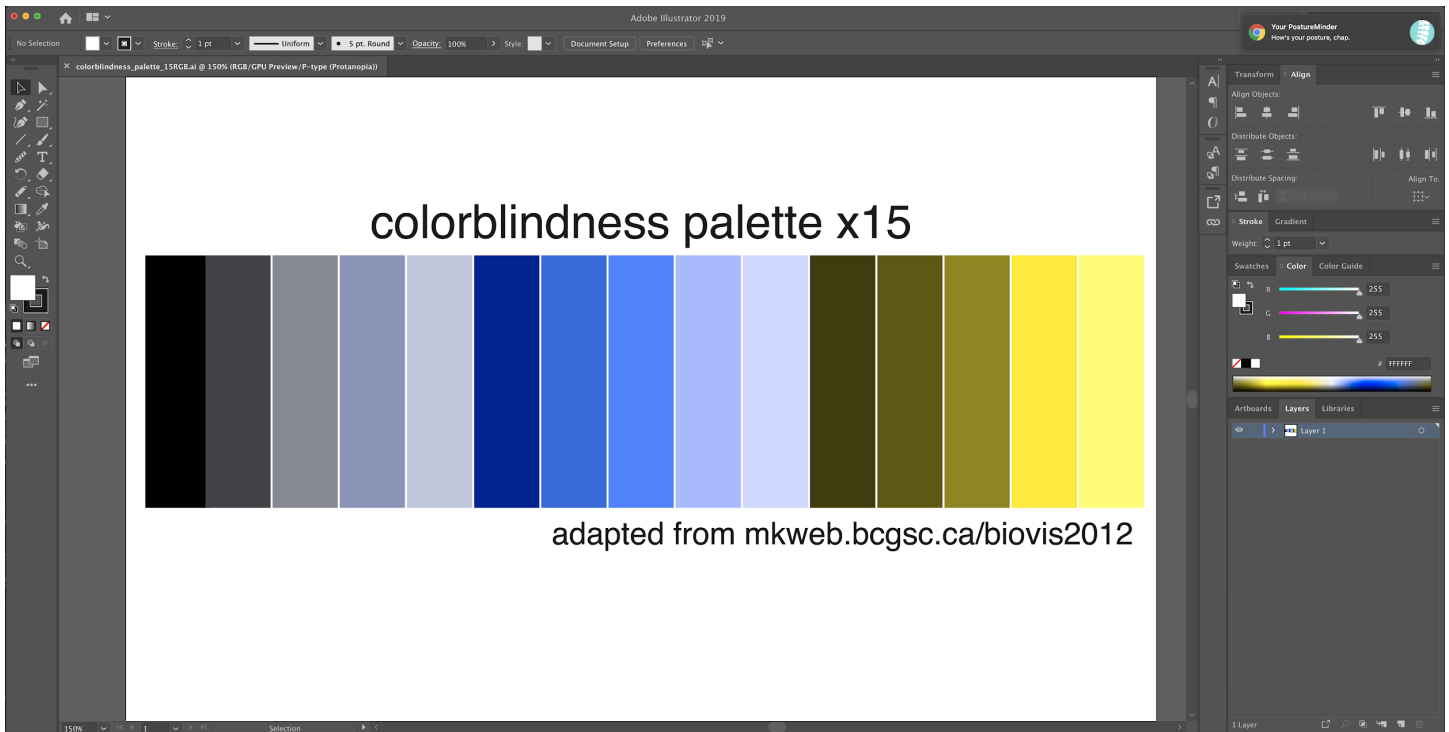 Adobe Illustrator 2019
Your PostureMinder
How's your posture, chap.
No Selection
Stroke:
1 pt
Uniform
5 pt. Round
Opacity:
100%
Style:
Document Setup
Preferences
× colorblindness_palette_15RGB.ai @ 150% (RGB/GPU Preview/P-type (Protanopia))
colorblindness palette x15
adapted from mkweb.bcgsc.ca/biovis2012
Transform
Align
Align Objects:
Distribute Objects:
Distribute Spacing:
Align To:
Stroke
Gradient
Weight:
1 pt
Swatches
Color
Color Guide
R
255
G
255
B
255
# FFFFFF
Artboards
Layers
Libraries
Layer 1
150%
1
Selection
1 Layer